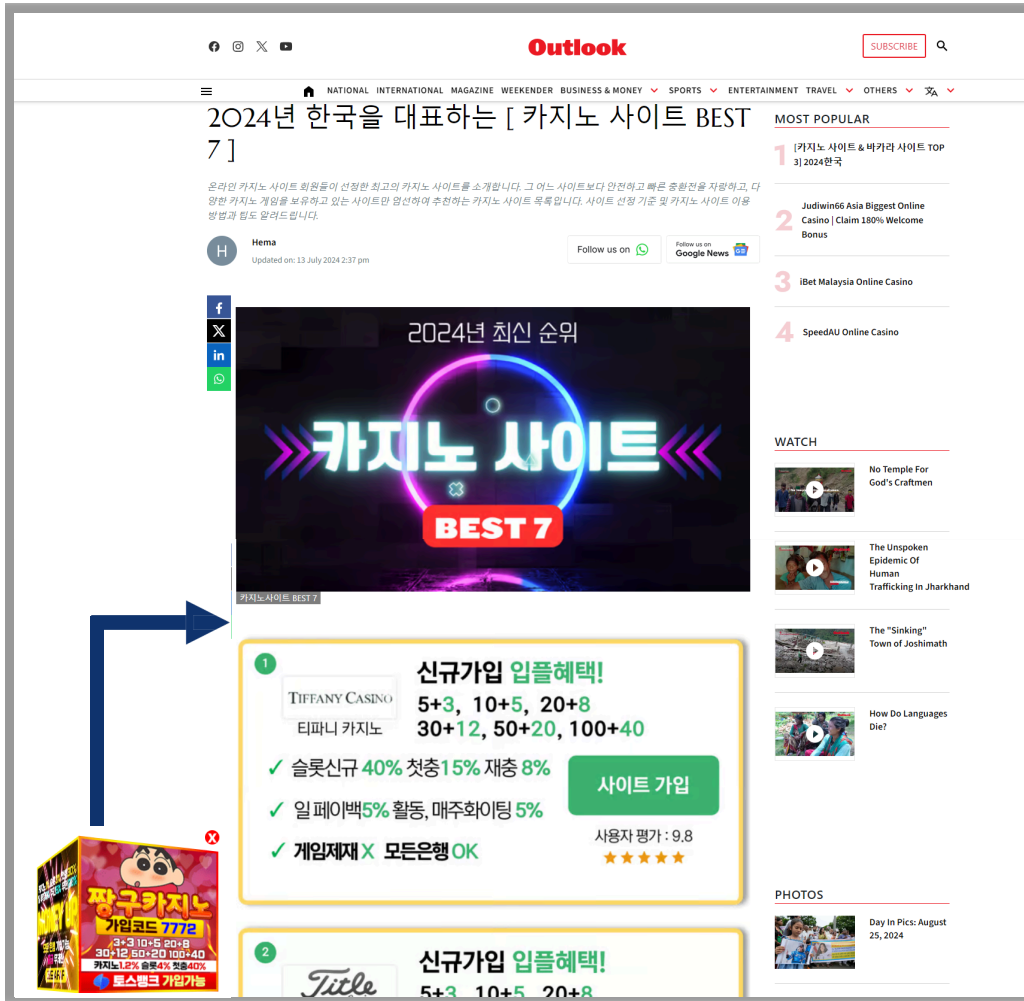 Outlook
SUBSCRIBE
NATIONAL INTERNATIONAL MAGAZINE WEEKENDER BUSINESS & MONEY SPORTS ENTERTAINMENT TRAVEL OTHERS
2024년 한국을 대표하는 [ 카지노 사이트 BEST
7 ]
온라인 카지노 사이트 회원들이 선정한 최고의 카지노 사이트를 소개합니다. 그 어느 사이트보다 안전하고 빠른 충환전을 자랑하고, 다
양한 카지노 게임을 보유하고 있는 사이트만 엄선하여 추천하는 카지노 사이트 목록입니다. 사이트 선정 기준 및 카지노 사이트 이용
방법과 팁도 알려드립니다.
H
Hema
Updated on: 13 July 2024 2:37 pm
Follow us on
Follow us on
Google News
2024년 최신 순위
카지노 사이트
BEST 7
카지노사이트 BEST 7
1
TIFFANY CASINO
티파니 카지노
신규가입 입플혜택!
5+3, 10+5, 20+8
30+12, 50+20, 100+40
✓ 슬롯신규 40% 첫충15% 재충 8%
✓ 일 페이백5% 활동, 매주화이팅 5%
✓ 게임제재 X 모든은행 OK
사이트 가입
사용자 평가 : 9.8
2
Title
신규가입 입플혜택!
5+3, 10+5, 20+8
짱구카지노
가입코드 7772
3+3 10+5 20+8
30+12 50+20 100+40
카지노1.2% 슬롯4% 첫충40%
토스뱅크 가입가능
MOST POPULAR
1
[카지노 사이트 & 바카라 사이트 TOP
3] 2024한국
2
Judiwin66 Asia Biggest Online
Casino | Claim 180% Welcome
Bonus
3
iBet Malaysia Online Casino
4
SpeedAU Online Casino
WATCH
No Temple For
God's Craftmen
The Unspoken
Epidemic Of
Human
Trafficking In Jharkhand
The "Sinking"
Town of Joshimath
How Do Languages
Die?
PHOTOS
Day In Pics: August
25, 2024